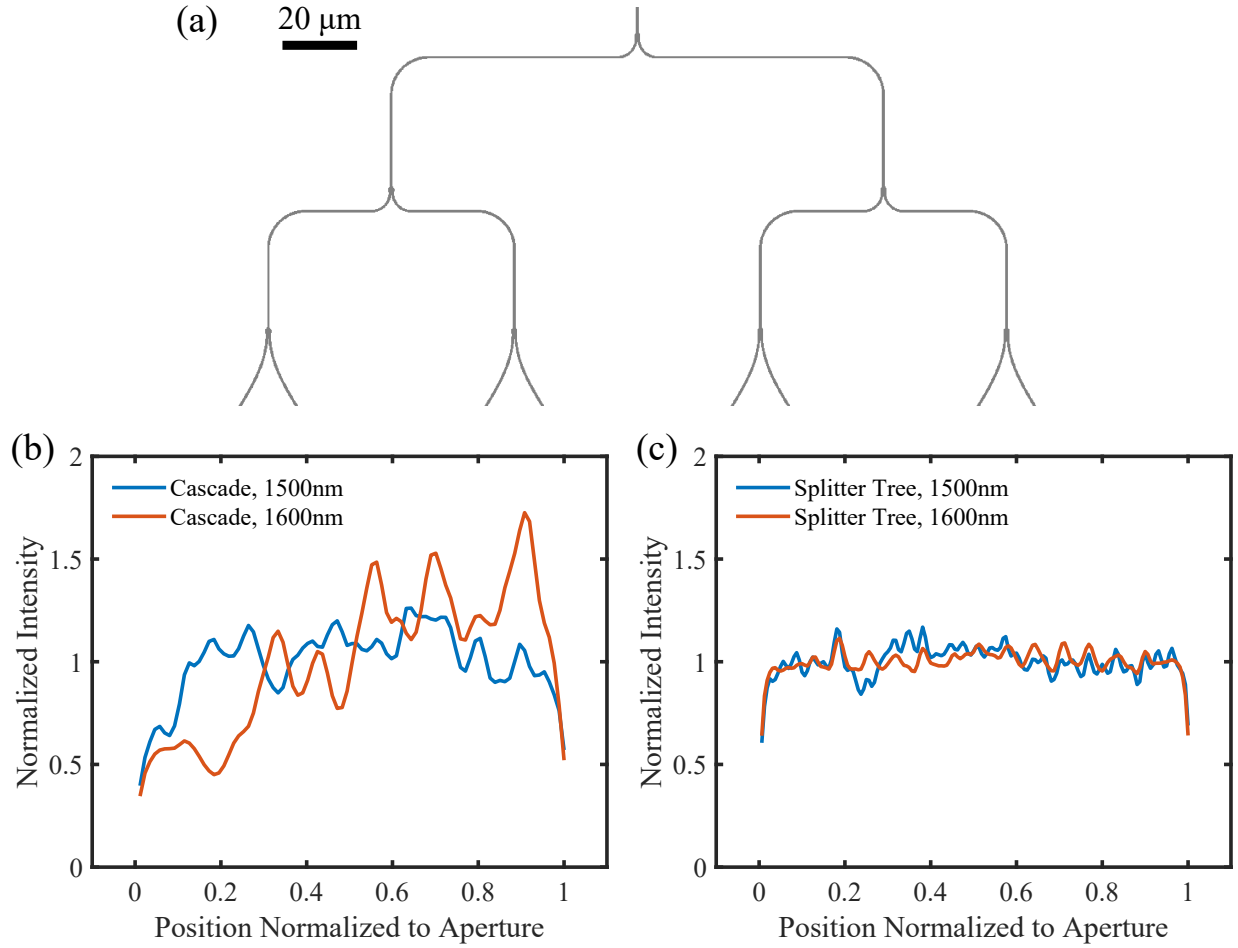 (a)
20 μm
(b)
2
1.5
1
0.5
0
Normalized Intensity
Cascade, 1500nm
Cascade, 1600nm
0 0.2 0.4 0.6 0.8 1
Position Normalized to Aperture
(c)
2
1.5
1
0.5
0
Normalized Intensity
Splitter Tree, 1500nm
Splitter Tree, 1600nm
0 0.2 0.4 0.6 0.8 1
Position Normalized to Aperture